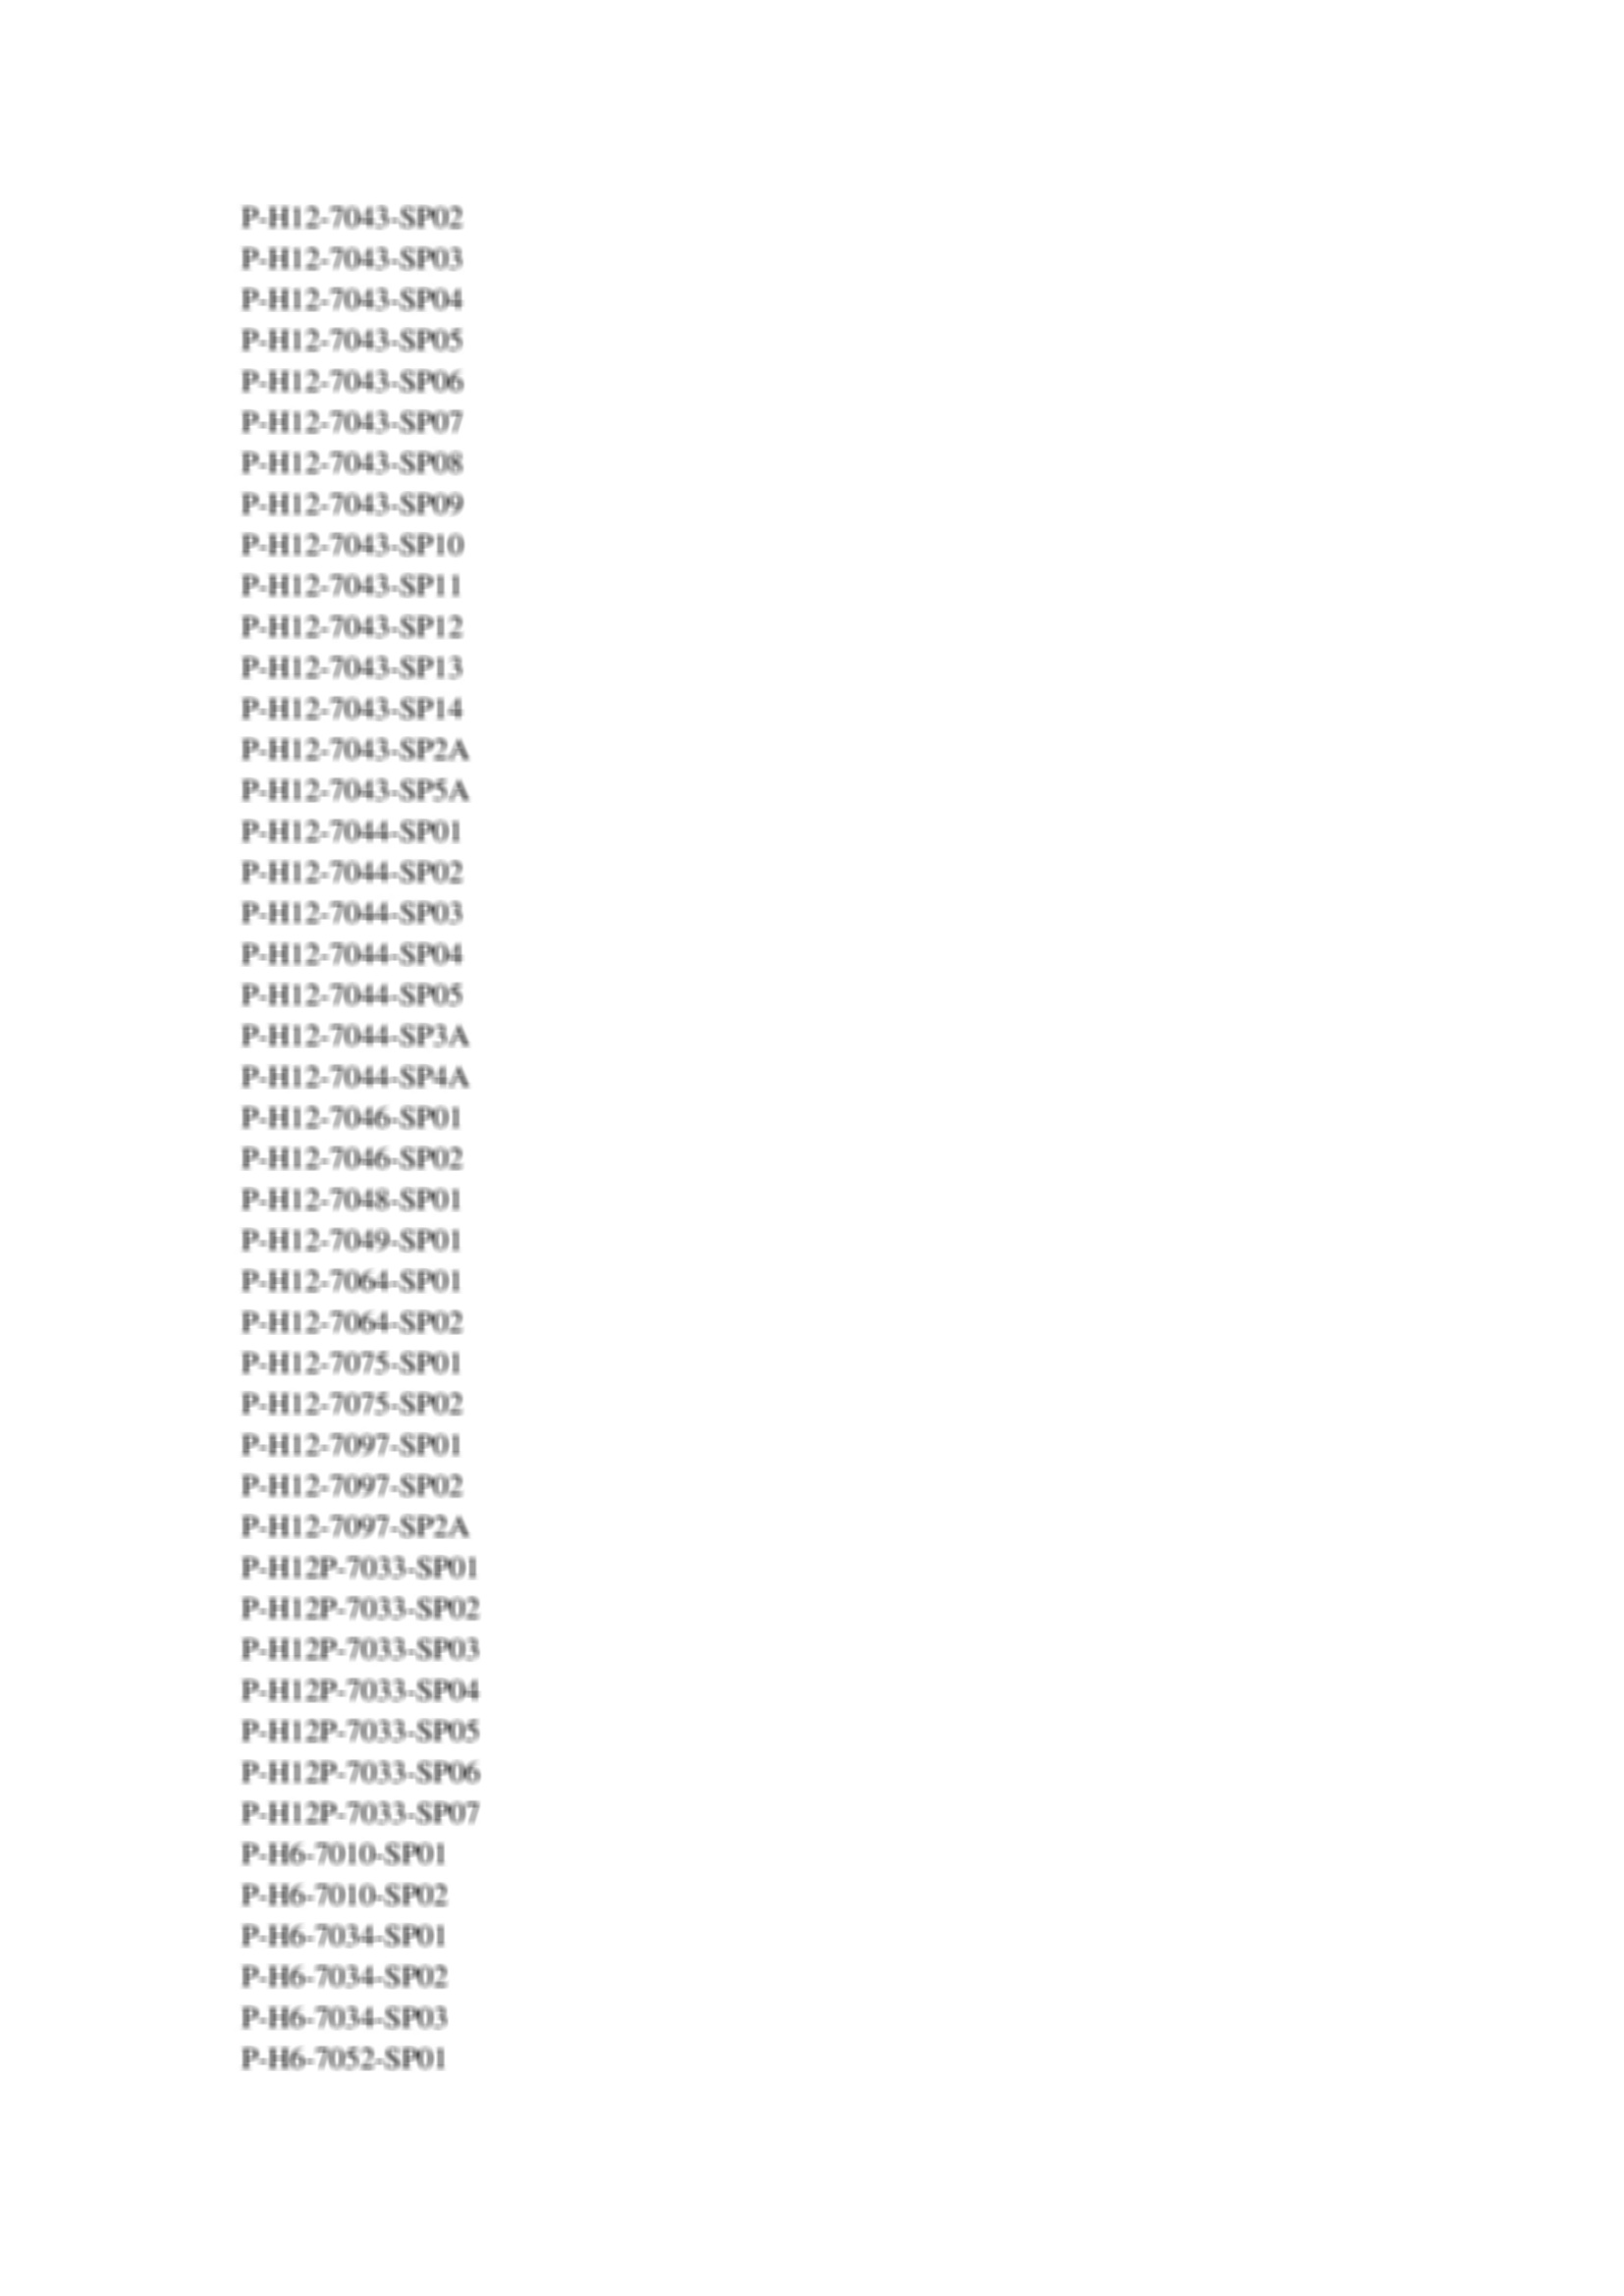 P-H12-7043-SP02
P-H12-7043-SP03
P-H12-7043-SP04
P-H12-7043-SP05
P-H12-7043-SP06
P-H12-7043-SP07
P-H12-7043-SP08
P-H12-7043-SP09
P-H12-7043-SP10
P-H12-7043-SP11
P-H12-7043-SP12
P-H12-7043-SP13
P-H12-7043-SP14
P-H12-7043-SP2A
P-H12-7043-SP5A
P-H12-7044-SP01
P-H12-7044-SP02
P-H12-7044-SP03
P-H12-7044-SP04
P-H12-7044-SP05
P-H12-7044-SP3A
P-H12-7044-SP4A
P-H12-7046-SP01
P-H12-7046-SP02
P-H12-7048-SP01
P-H12-7049-SP01
P-H12-7064-SP01
P-H12-7064-SP02
P-H12-7075-SP01
P-H12-7075-SP02
P-H12-7097-SP01
P-H12-7097-SP02
P-H12-7097-SP2A
P-H12P-7033-SP01
P-H12P-7033-SP02
P-H12P-7033-SP03
P-H12P-7033-SP04
P-H12P-7033-SP05
P-H12P-7033-SP06
P-H12P-7033-SP07
P-H6-7010-SP01
P-H6-7010-SP02
P-H6-7034-SP01
P-H6-7034-SP02
P-H6-7034-SP03
P-H6-7052-SP01